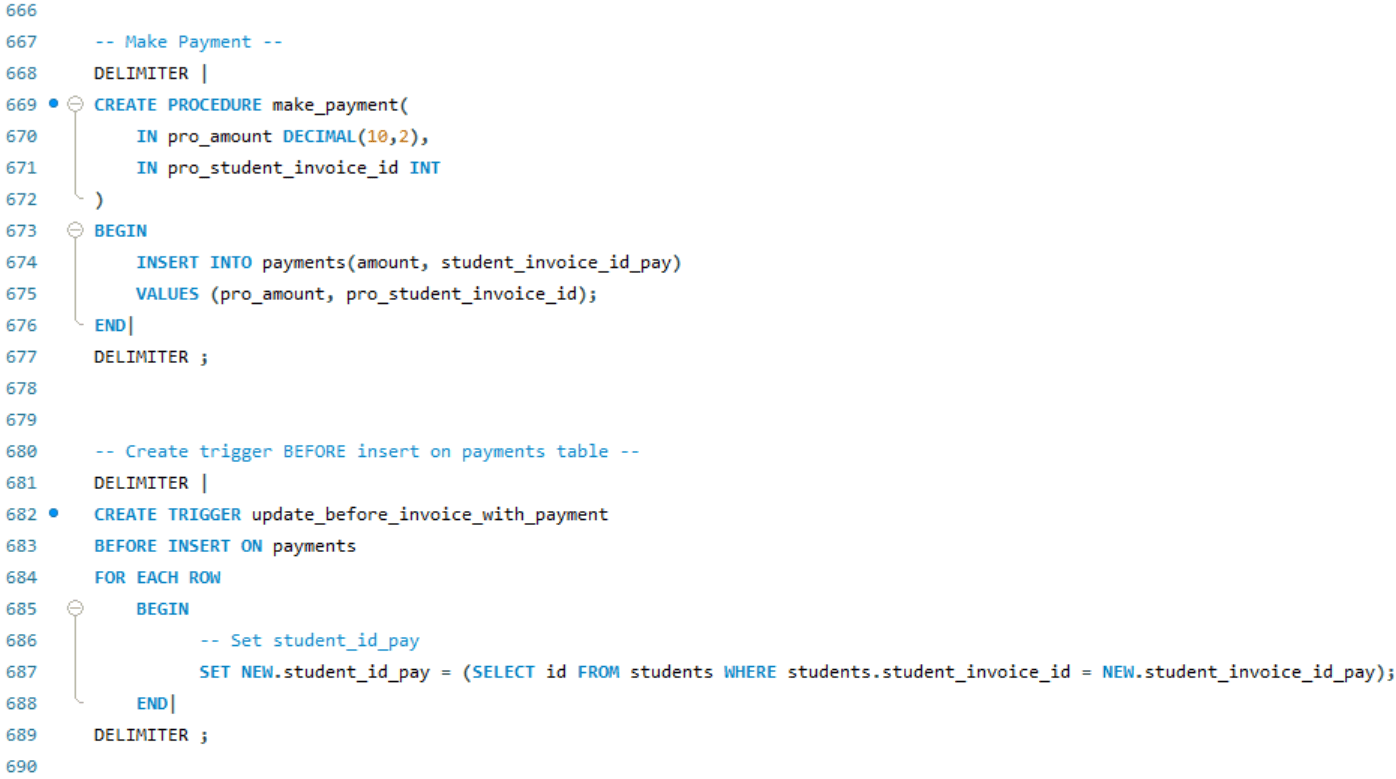 666
667 -- Make Payment --
668 DELIMITER |
669 CREATE PROCEDURE make_payment(
670 IN pro_amount DECIMAL(10,2),
671 IN pro_student_invoice_id INT
672 )
673 BEGIN
674 INSERT INTO payments(amount, student_invoice_id_pay)
675 VALUES (pro_amount, pro_student_invoice_id);
676 END|
677 DELIMITER ;
678
679
680 -- Create trigger BEFORE insert on payments table --
681 DELIMITER |
682 CREATE TRIGGER update_before_invoice_with_payment
683 BEFORE INSERT ON payments
684 FOR EACH ROW
685 BEGIN
686 -- Set student_id_pay
687 SET NEW.student_id_pay = (SELECT id FROM students WHERE students.student_invoice_id = NEW.student_invoice_id_pay);
688 END|
689 DELIMITER ;
690